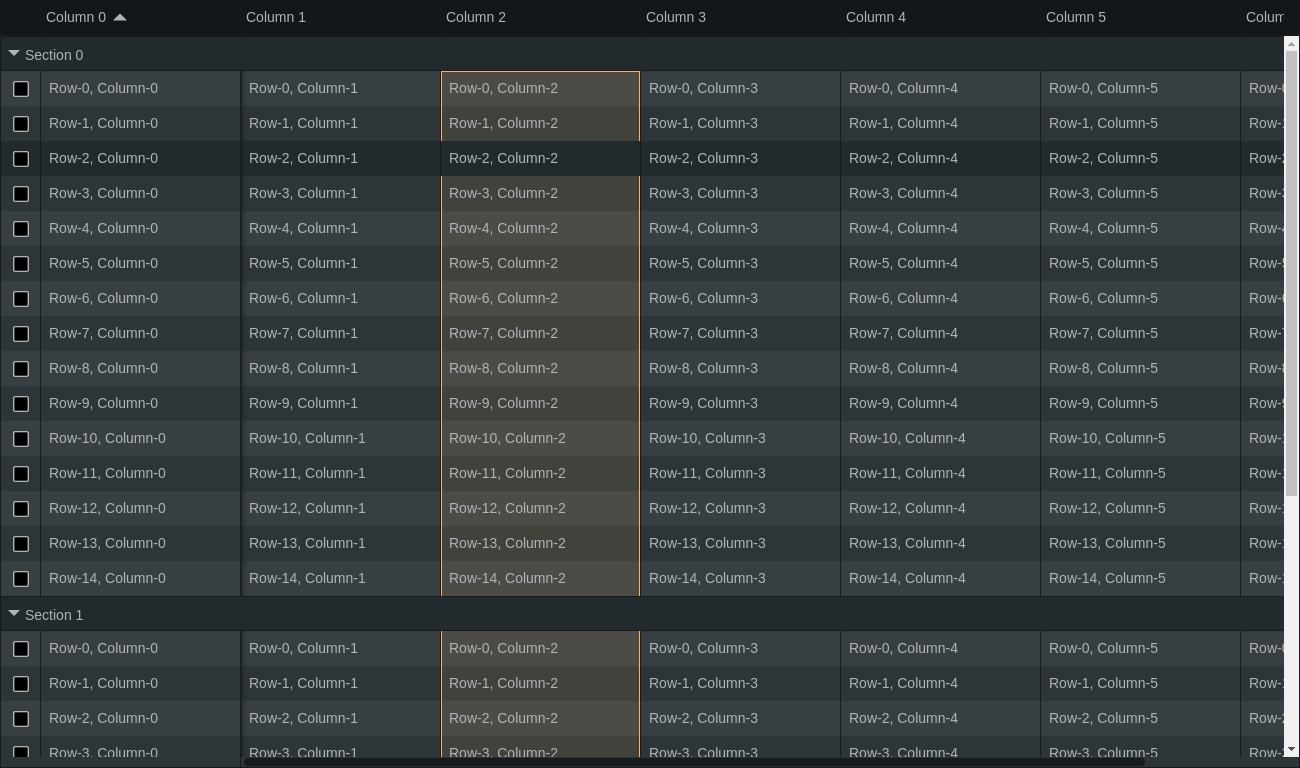 Column 0 Column 1 Column 2 Column 3 Column 4 Column 5 Colum
Section 0
Row-0, Column-0 Row-0, Column-1 Row-0, Column-2 Row-0, Column-3 Row-0, Column-4 Row-0, Column-5 Row-0
Row-1, Column-0 Row-1, Column-1 Row-1, Column-2 Row-1, Column-3 Row-1, Column-4 Row-1, Column-5 Row-1
Row-2, Column-0 Row-2, Column-1 Row-2, Column-2 Row-2, Column-3 Row-2, Column-4 Row-2, Column-5 Row-2
Row-3, Column-0 Row-3, Column-1 Row-3, Column-2 Row-3, Column-3 Row-3, Column-4 Row-3, Column-5 Row-3
Row-4, Column-0 Row-4, Column-1 Row-4, Column-2 Row-4, Column-3 Row-4, Column-4 Row-4, Column-5 Row-4
Row-5, Column-0 Row-5, Column-1 Row-5, Column-2 Row-5, Column-3 Row-5, Column-4 Row-5, Column-5 Row-5
Row-6, Column-0 Row-6, Column-1 Row-6, Column-2 Row-6, Column-3 Row-6, Column-4 Row-6, Column-5 Row-6
Row-7, Column-0 Row-7, Column-1 Row-7, Column-2 Row-7, Column-3 Row-7, Column-4 Row-7, Column-5 Row-7
Row-8, Column-0 Row-8, Column-1 Row-8, Column-2 Row-8, Column-3 Row-8, Column-4 Row-8, Column-5 Row-8
Row-9, Column-0 Row-9, Column-1 Row-9, Column-2 Row-9, Column-3 Row-9, Column-4 Row-9, Column-5 Row-9
Row-10, Column-0 Row-10, Column-1 Row-10, Column-2 Row-10, Column-3 Row-10, Column-4 Row-10, Column-5 Row-1
Row-11, Column-0 Row-11, Column-1 Row-11, Column-2 Row-11, Column-3 Row-11, Column-4 Row-11, Column-5 Row-1
Row-12, Column-0 Row-12, Column-1 Row-12, Column-2 Row-12, Column-3 Row-12, Column-4 Row-12, Column-5 Row-1
Row-13, Column-0 Row-13, Column-1 Row-13, Column-2 Row-13, Column-3 Row-13, Column-4 Row-13, Column-5 Row-1
Row-14, Column-0 Row-14, Column-1 Row-14, Column-2 Row-14, Column-3 Row-14, Column-4 Row-14, Column-5 Row-1
Section 1
Row-0, Column-0 Row-0, Column-1 Row-0, Column-2 Row-0, Column-3 Row-0, Column-4 Row-0, Column-5 Row-0
Row-1, Column-0 Row-1, Column-1 Row-1, Column-2 Row-1, Column-3 Row-1, Column-4 Row-1, Column-5 Row-1
Row-2, Column-0 Row-2, Column-1 Row-2, Column-2 Row-2, Column-3 Row-2, Column-4 Row-2, Column-5 Row-2
Row-3, Column-0 Row-3, Column-1 Row-3, Column-2 Row-3, Column-3 Row-3, Column-4 Row-3, Column-5 Row-3